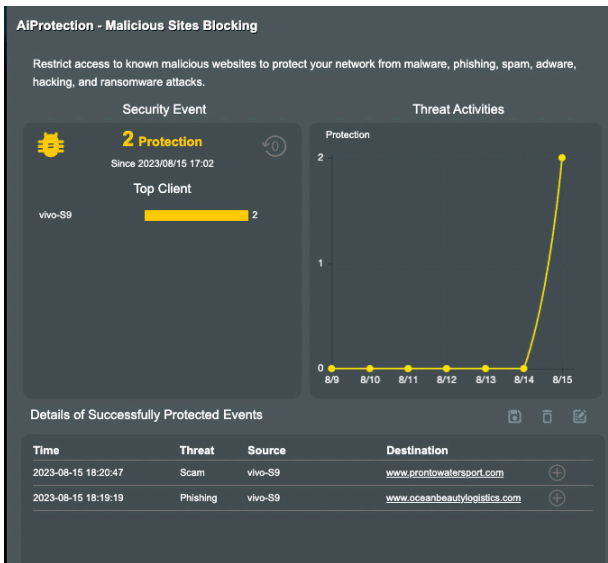 AiProtection - Malicious Sites Blocking
Restrict access to known malicious websites to protect your network from malware, phishing, spam, adware,
hacking, and ransomware attacks.
Security Event
2 Protection
0
Since 2023/08/15 17:02
Top Client
vivo-S9 2
Threat Activities
Protection
2
1
0
8/9 8/10 8/11 8/12 8/13 8/14 8/15
Details of Successfully Protected Events
Time Threat Source Destination
2023-08-15 18:20:47 Scam vivo-S9 www.prontowatersport.com
2023-08-15 18:19:19 Phishing vivo-S9 www.oceanbeautylogistics.com